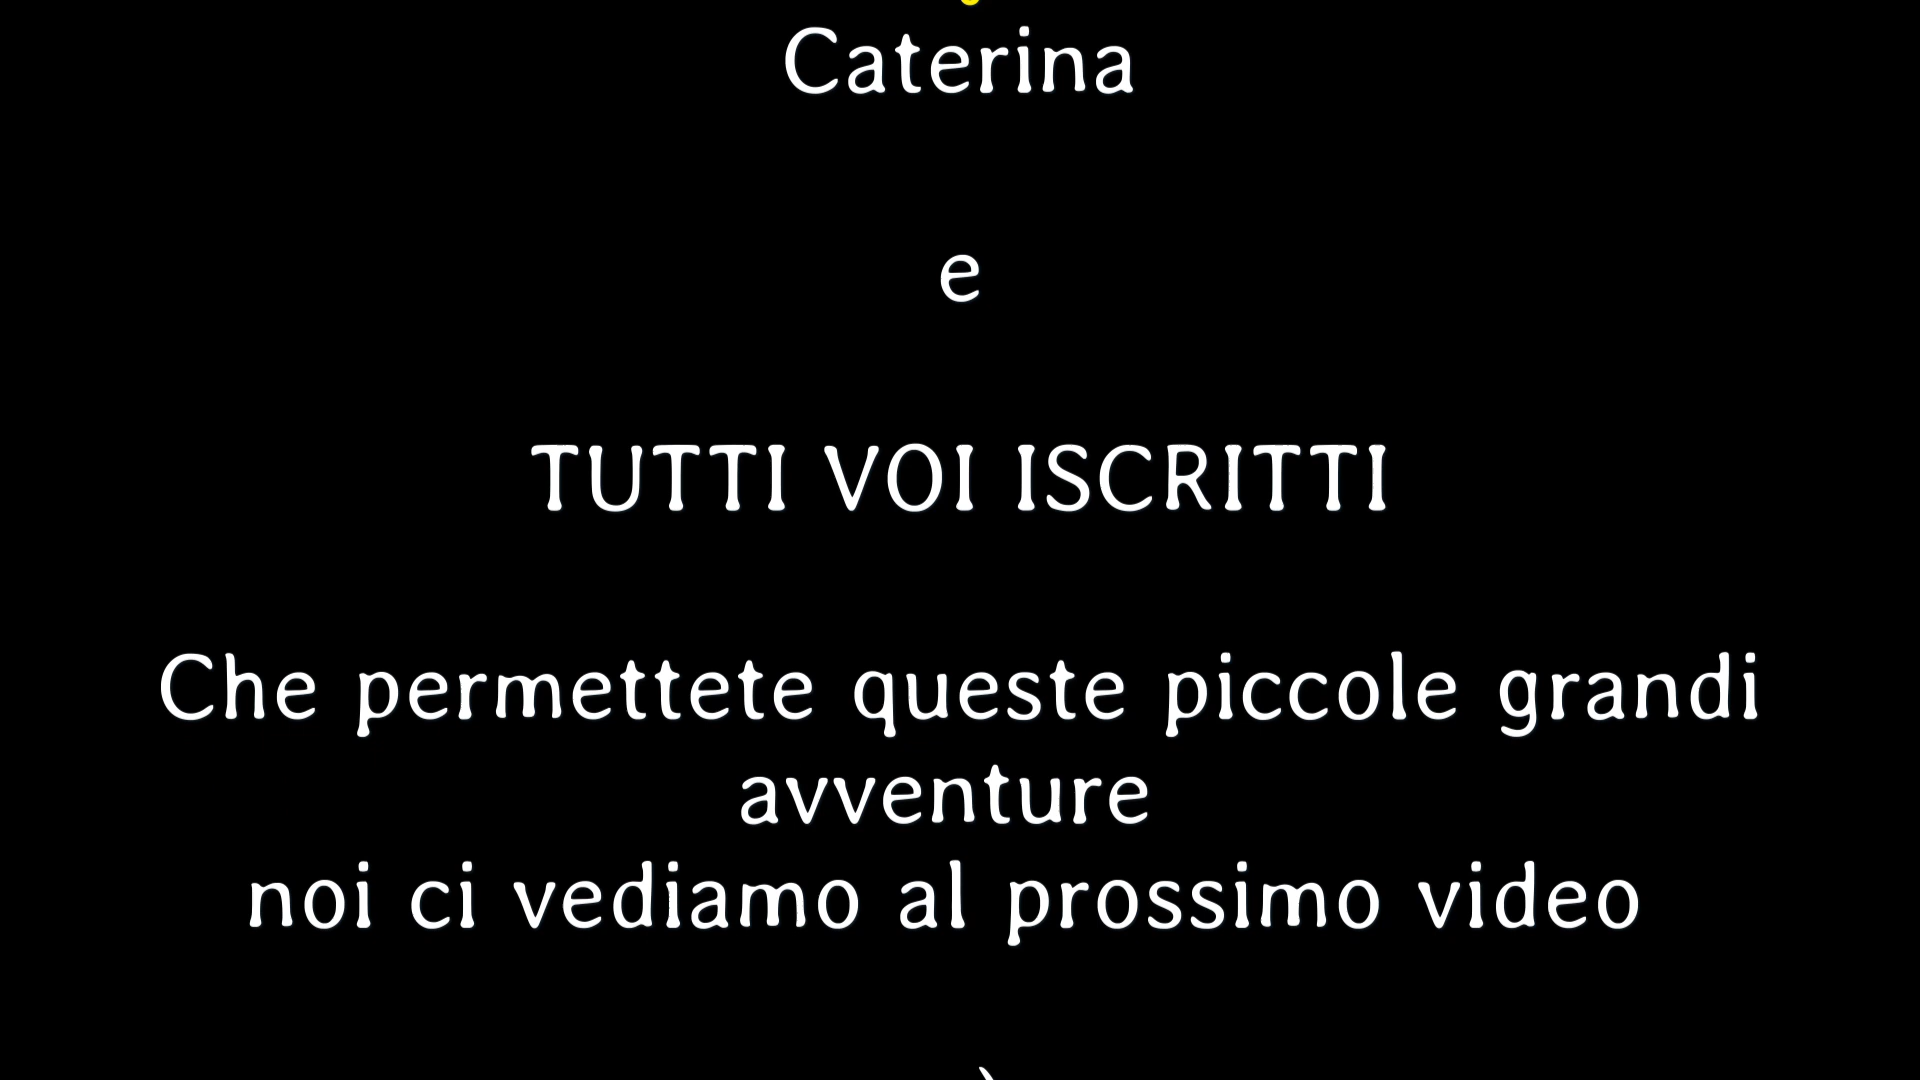 Caterina
e
TUTTI VOI ISCRITTI
Che permettete queste piccole grandi
avventure
noi ci vediamo al prossimo video